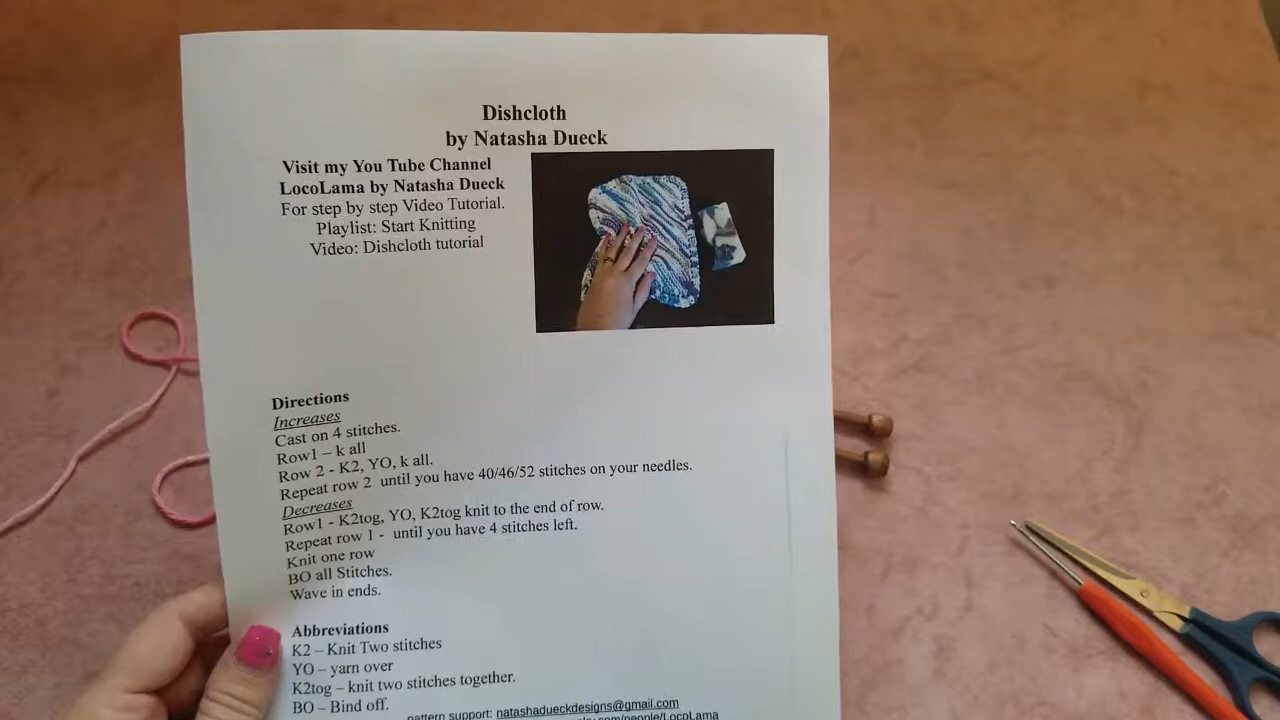 Dishcloth
by Natasha Dueck
Visit my You Tube Channel
LocoLama by Natasha Dueck
For step by step Video Tutorial.
Playlist: Start Knitting
Video: Dishcloth tutorial
Directions
Increases
Cast on 4 stitches.
Row1 – k all
Row 2 - K2, YO, k all.
Repeat row 2 until you have 40/46/52 stitches on your needles.
Decreases
Row1 - K2tog, YO, K2tog knit to the end of row.
Repeat row 1 - until you have 4 stitches left.
Knit one row
BO all Stitches.
Wave in ends.
Abbreviations
K2 – Knit Two stitches
YO – yarn over
K2tog – knit two stitches together.
BO – Bind off.
pattern support: natashadueckdesigns@gmail.com
com/people/LocoLama